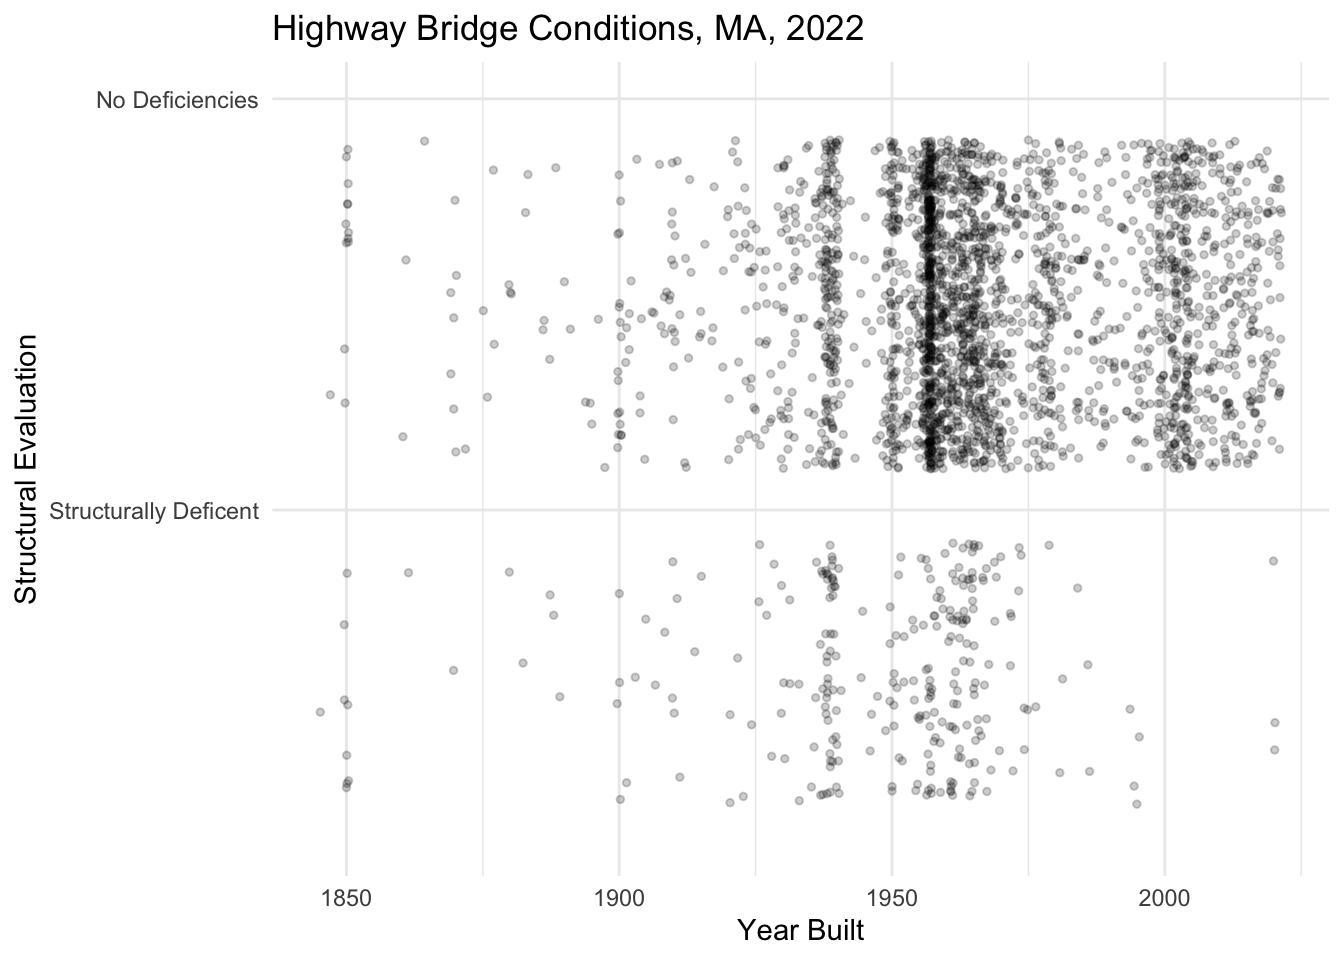 Highway Bridge Conditions, MA, 2022
No Deficiencies
Structurally Deficent
Structural Evaluation
1850
1900
1950
2000
Year Built